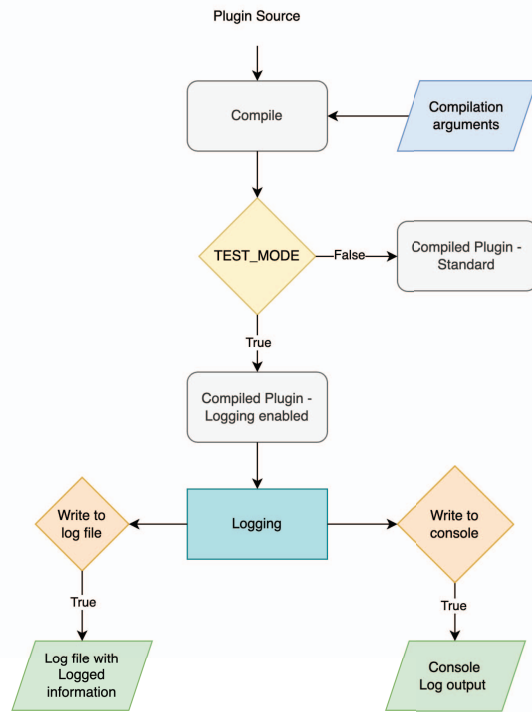 Plugin Source
Compile
Compilation
arguments
TEST_MODE
False
Compiled Plugin -
Standard
True
Compiled Plugin -
Logging enabled
Write to
log file
Logging
Write to
console
True
True
Log file with
Logged
information
Console
Log output